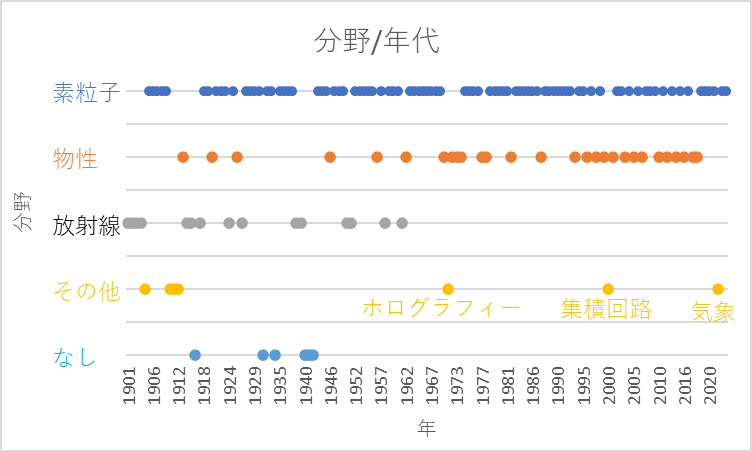 分野/年代
素粒子
物性
放射線
その他
なし
分野
ホログラフィー
集積回路
気象
1901 1906 1912 1918 1924 1929 1935 1940 1946 1952 1957 1962 1967 1973 1977 1981 1986 1990 1995 2000 2005 2010 2016 2020
年